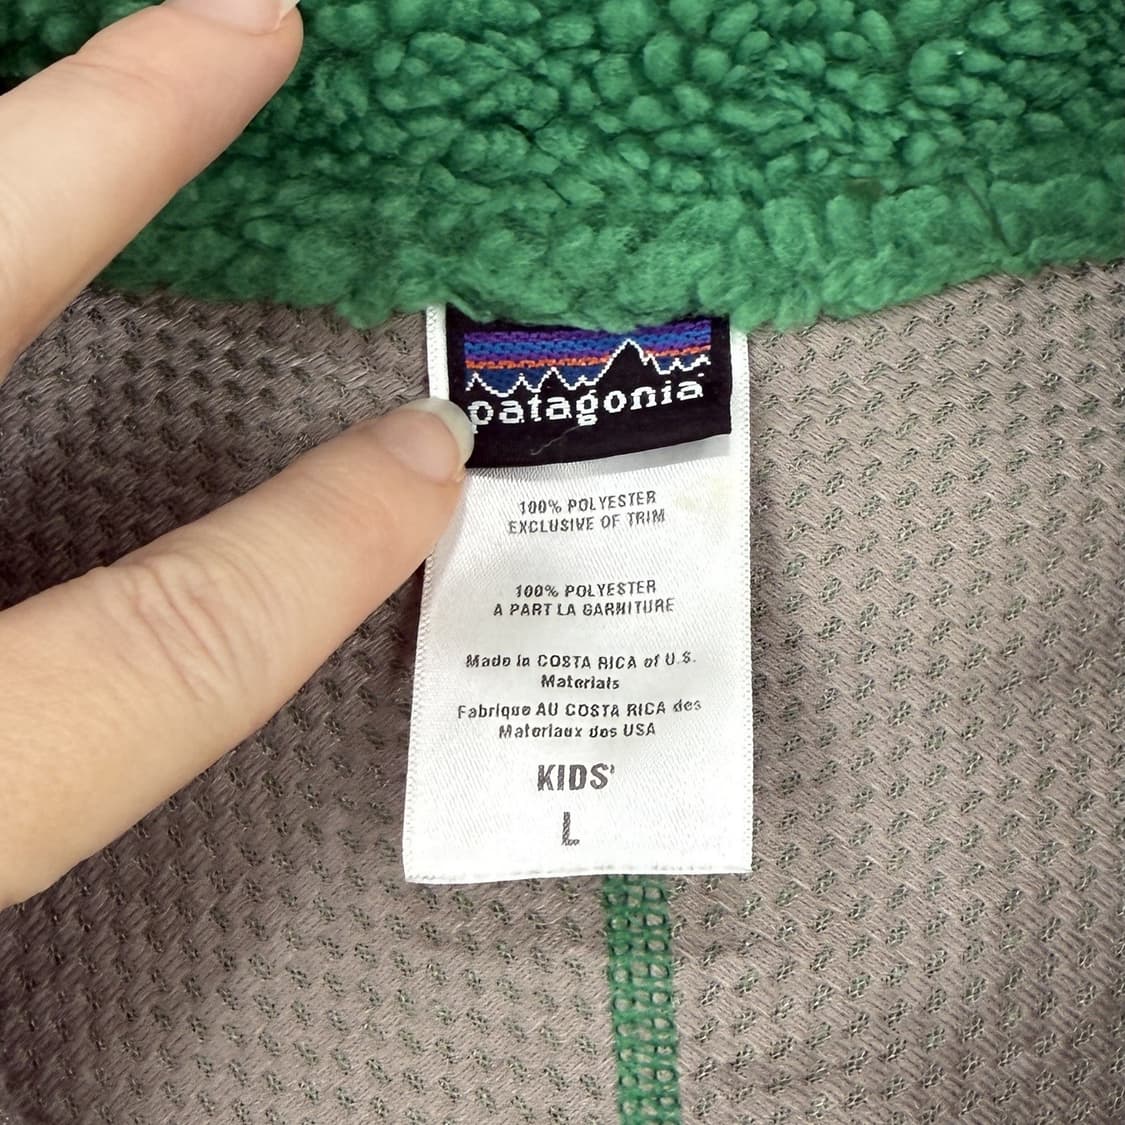 patagonia
100% POLYESTER
EXCLUSIVE OF TRIM
100% POLYESTER
A PART LA GARNITURE
Made in COSTA RICA of U.S.
Materials
Fabrique AU COSTA RICA des
Materiaux des USA
KIDS'
L